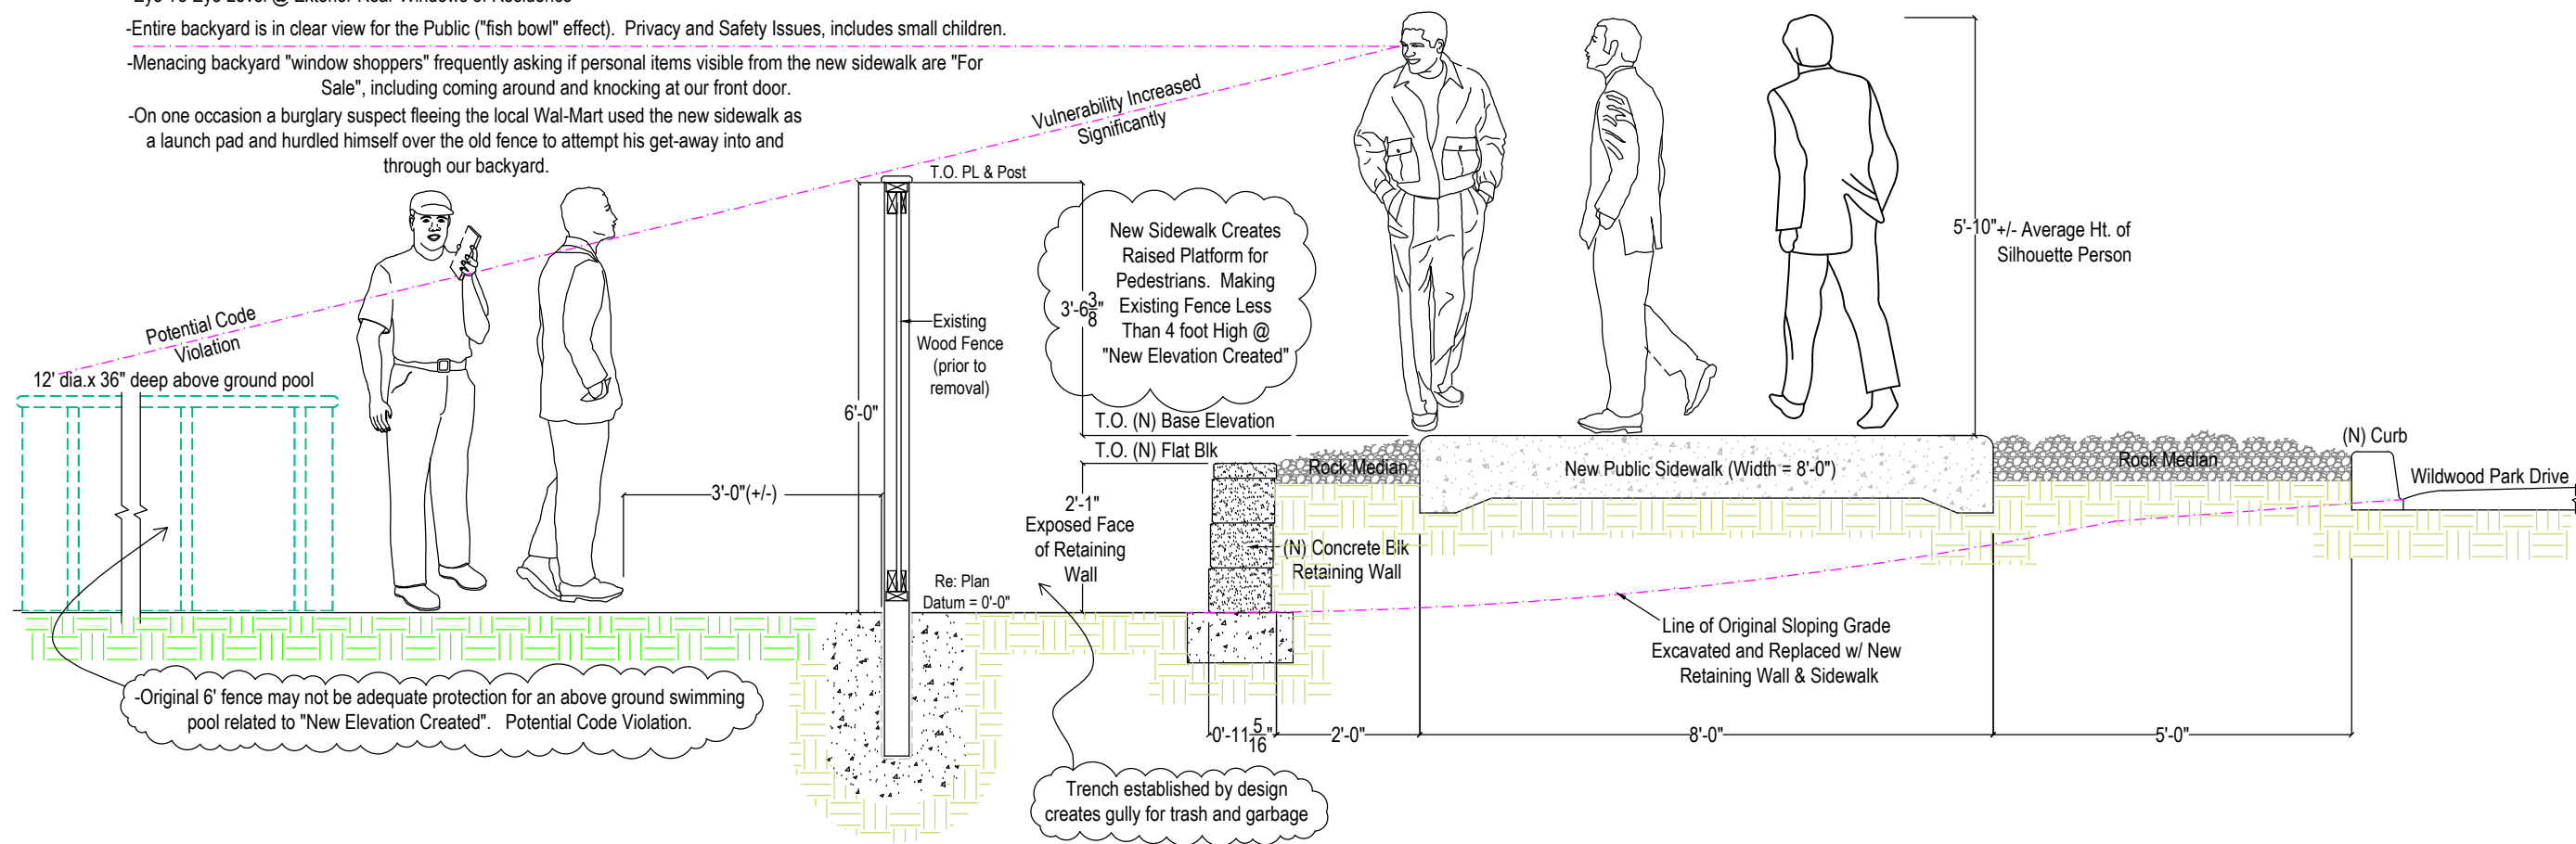 -Entire backyard is in clear view for the Public ("fish bowl" effect).  Privacy and Safety Issues, includes small children.
-Menacing backyard "window shoppers" frequently asking if personal items visible from the new sidewalk are "For
Sale", including coming around and knocking at our front door.
-On one occasion a burglary suspect fleeing the local Wal-Mart used the new sidewalk as
a launch pad and hurdled himself over the old fence to attempt his get-away into and
through our backyard.
Vulnerability Increased
Significantly
T.O. PL & Post
New Sidewalk Creates
Raised Platform for
Pedestrians.  Making
Existing Fence Less
Than 4 foot High @
"New Elevation Created"
3'-6 3/8"
5'-10"
+/- Average Ht. of
Silhouette Person
Potential Code
Violation
Existing
Wood Fence
(prior to
removal)
12' dia.x 36" deep above ground pool
6'-0"
T.O. (N) Base Elevation
T.O. (N) Flat Blk
Rock Median
New Public Sidewalk (Width = 8'-0")
Rock Median
(N) Curb
Wildwood Park Drive
3'-0"(+/-)
2'-1"
Exposed Face
of Retaining
Wall
(N) Concrete Blk
Retaining Wall
Re: Plan
Datum = 0'-0"
Line of Original Sloping Grade
Excavated and Replaced w/ New
Retaining Wall & Sidewalk
-Original 6' fence may not be adequate protection for an above ground swimming
pool related to "New Elevation Created".   Potential Code Violation.
0'-11 5/16"
2'-0"
8'-0"
5'-0"
Trench established by design
creates gully for trash and garbage